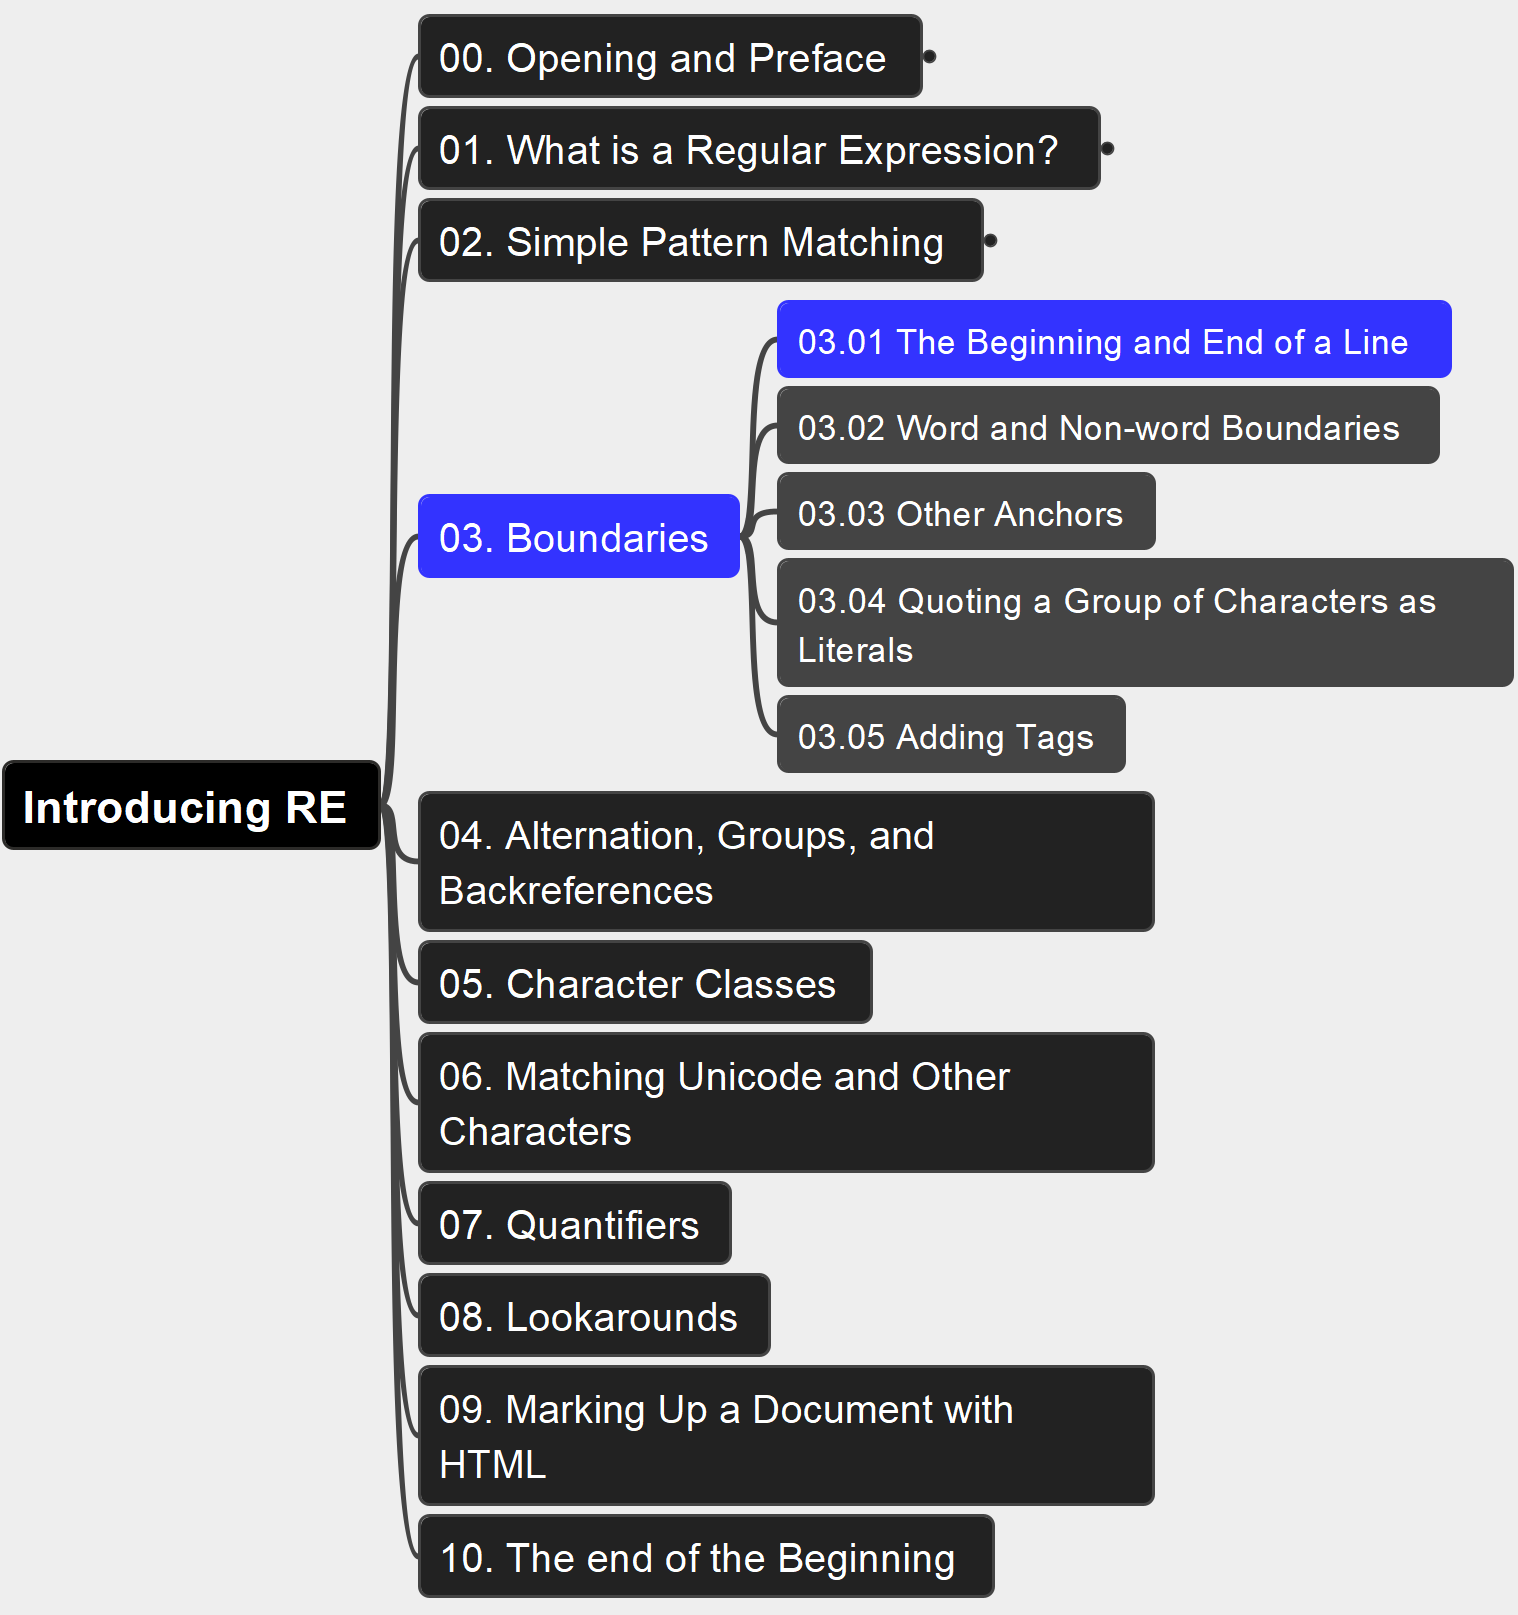 00. Opening and Preface
01. What is a Regular Expression?
02. Simple Pattern Matching
03. Boundaries
03.01 The Beginning and End of a Line
03.02 Word and Non-word Boundaries
03.03 Other Anchors
03.04 Quoting a Group of Characters as
Literals
03.05 Adding Tags
Introducing RE
04. Alternation, Groups, and
Backreferences
05. Character Classes
06. Matching Unicode and Other
Characters
07. Quantifiers
08. Lookarounds
09. Marking Up a Document with
HTML
10. The end of the Beginning